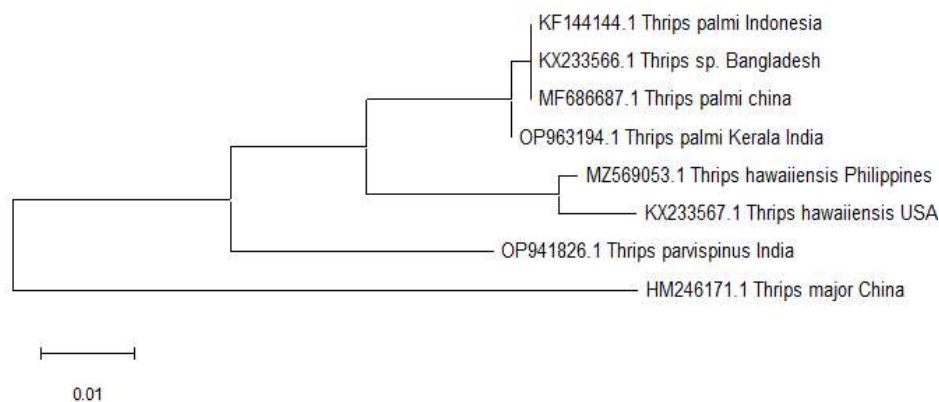 KF144144.1 Thrips palmi Indonesia
KX233566.1 Thrips sp. Bangladesh
MF686687.1 Thrips palmi china
OP963194.1 Thrips palmi Kerala India
MZ569053.1 Thrips hawaiiensis Philippines
KX233567.1 Thrips hawaiiensis USA
OP941826.1 Thrips parvispinus India
HM246171.1 Thrips major China
0.01